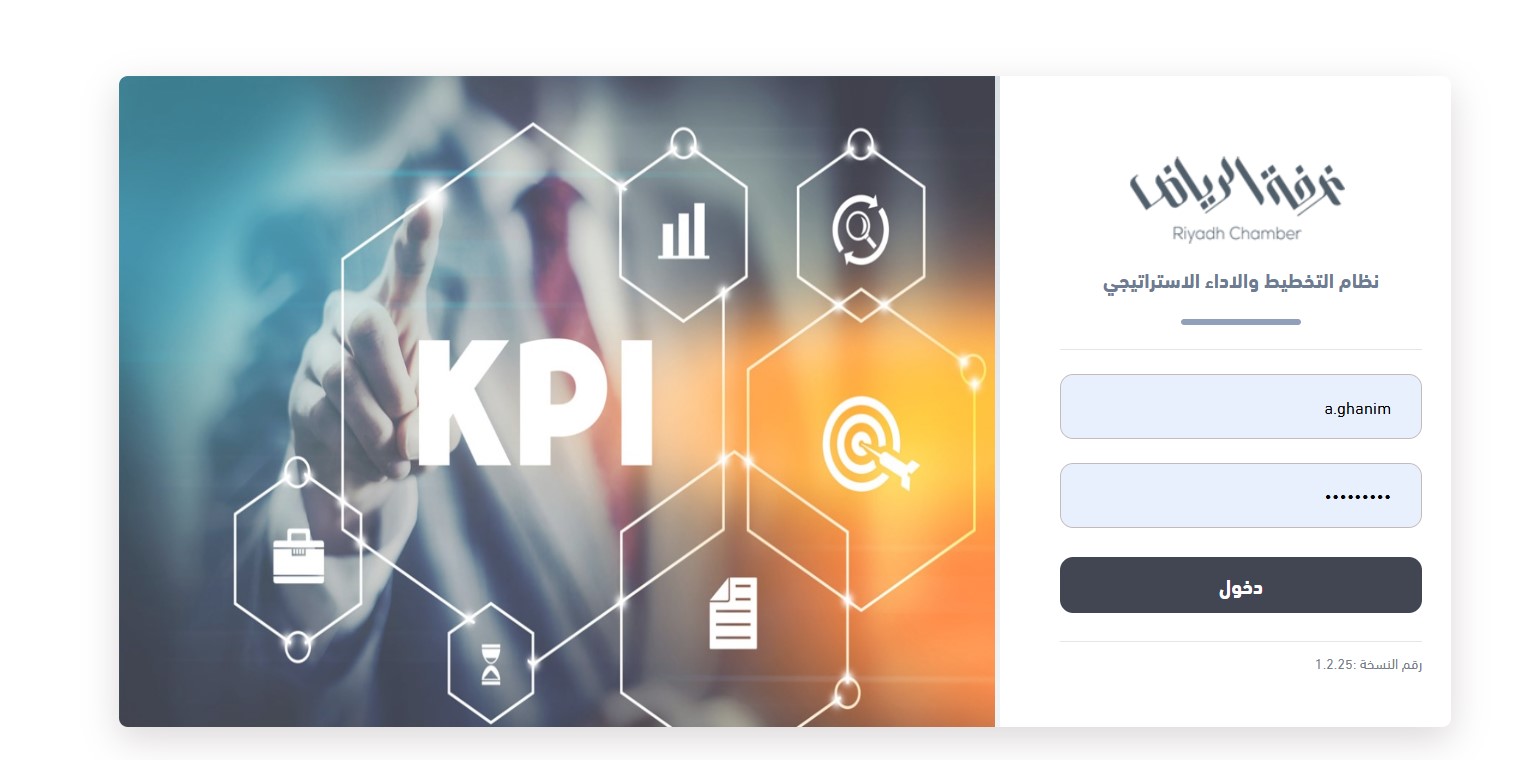 KPI
غرفة الرياض
Riyadh Chamber
نظام التخطيط والاداء الاستراتيجي
a.ghanim
•••••••••
دخول
رقم النسخة :1.2.25